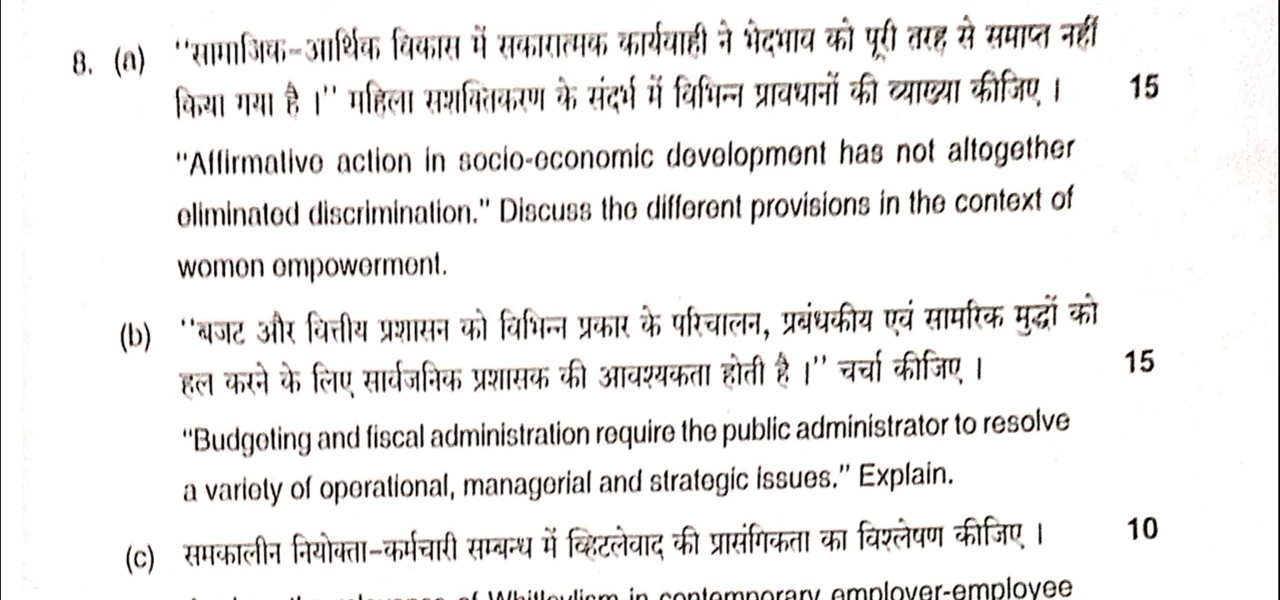 8. (a) "सामाजिक-आर्थिक विकास में सकारात्मक कार्यवाही ने भेदभाव को पूरी तरह से समाप्त नहीं
किया गया है ।" महिला सशक्तिकरण के संदर्भ में विभिन्न प्रावधानों की व्याख्या कीजिए । 15
"Affirmative action in socio-economic development has not altogether
eliminated discrimination." Discuss the different provisions in the context of
women empowerment.
(b) "बजट और वित्तीय प्रशासन को विभिन्न प्रकार के परिचालन, प्रबंधकीय एवं सामरिक मुद्धों को
हल करने के लिए सार्वजनिक प्रशासक की आवश्यकता होती है ।" चर्चा कीजिए । 15
"Budgeting and fiscal administration require the public administrator to resolve
a variety of operational, managerial and strategic issues." Explain.
(c) समकालीन नियोक्ता-कर्मचारी सम्बन्ध में व्हिटलेवाद की प्रासंगिकता का विश्लेषण कीजिए । 10
of Whitleyism in contemporary employer-employee